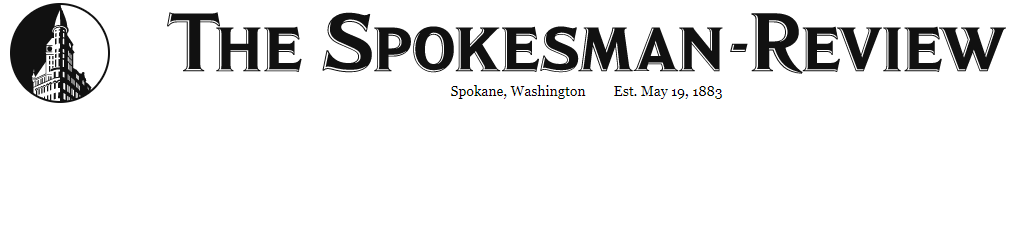 The Spokesman-Review
Spokane, Washington Est. May 19, 1883